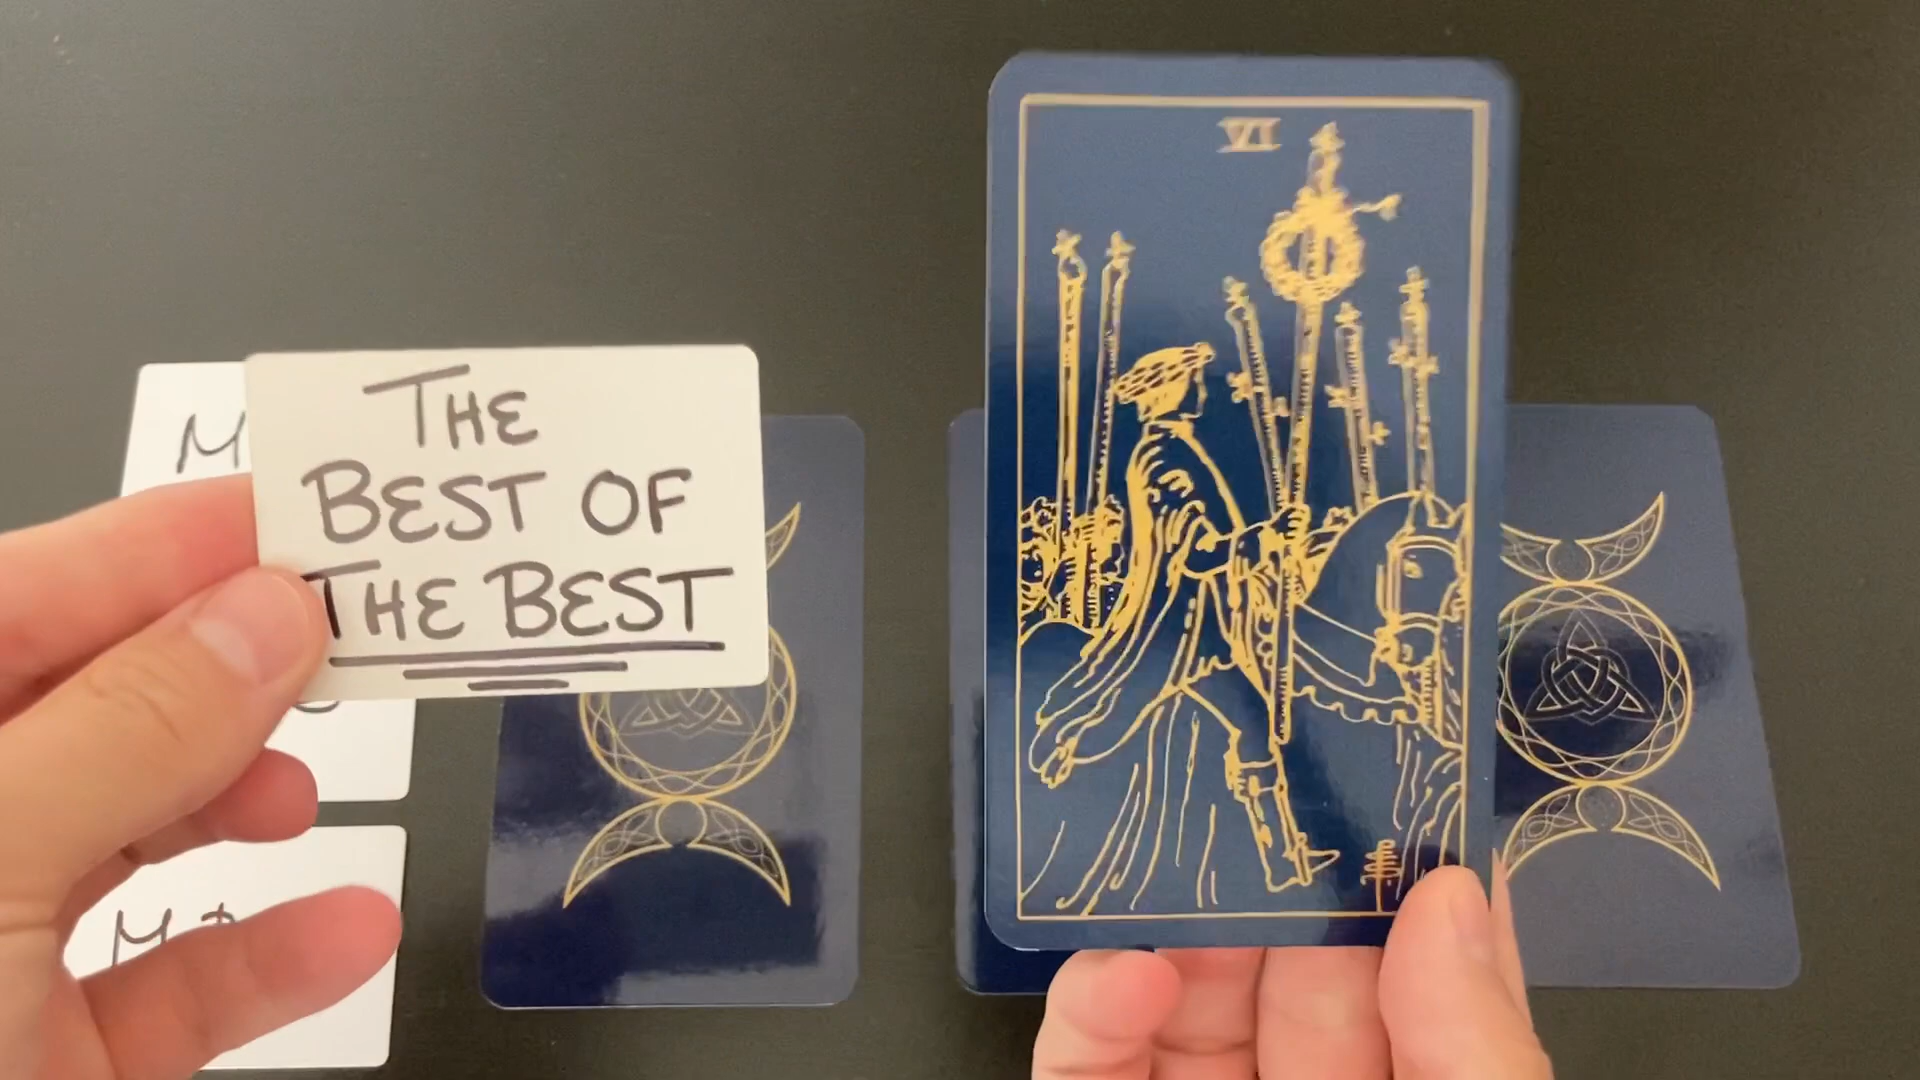 THE
BEST OF
THE BEST
VI
M
M